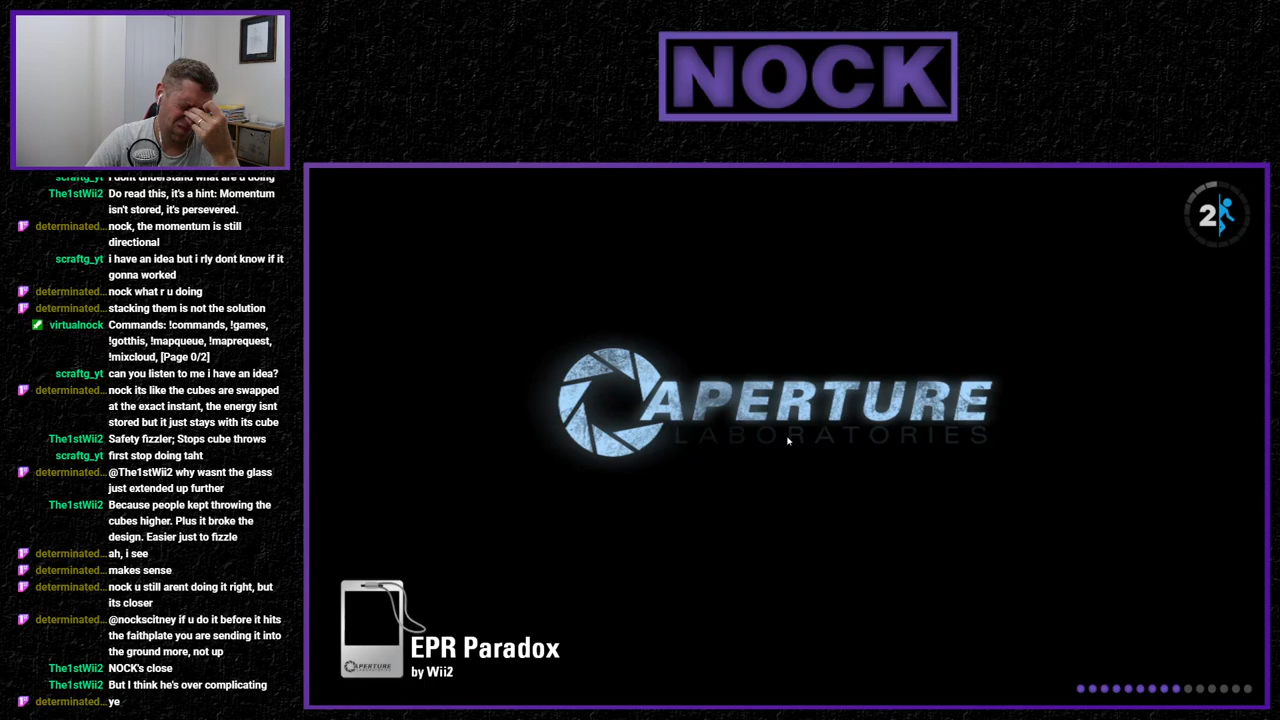 NOCK
scraftg_yt i dont understand what are u doing
The1stWii2 Do read this, it's a hint: Momentum
isn't stored, it's persevered.
determinated... nock, the momentum is still
directional
scraftg_yt i have an idea but i rly dont know if it
gonna worked
determinated... nock what r u doing
determinated... stacking them is not the solution
virtualnock Commands: !commands, !games,
!gotthis, !mapqueue, !maprequest,
!mixcloud, [Page 0/2]
scraftg_yt can you listen to me i have an idea?
determinated... nock its like the cubes are swapped
at the exact instant, the energy isnt
stored but it just stays with its cube
The1stWii2 Safety fizzler; Stops cube throws
scraftg_yt first stop doing taht
determinated... @The1stWii2 why wasnt the glass
just extended up further
The1stWii2 Because people kept throwing the
cubes higher. Plus it broke the
design. Easier just to fizzle
determinated... ah, i see
determinated... makes sense
determinated... nock u still arent doing it right, but
its closer
determinated... @nockscitney if u do it before it hits
the faithplate you are sending it into
the ground more, not up
The1stWii2 NOCK's close
The1stWii2 But I think he's over complicating
determinated... ye
2
APERTURE
LABORATORIES
APERTURE
EPR Paradox
by Wii2